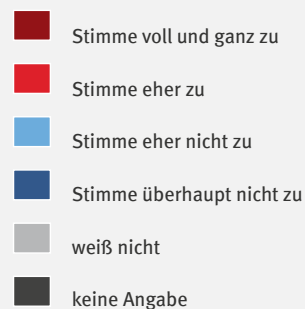 Stimme voll und ganz zu
Stimme eher zu
Stimme eher nicht zu
Stimme überhaupt nicht zu
weiß nicht
keine Angabe